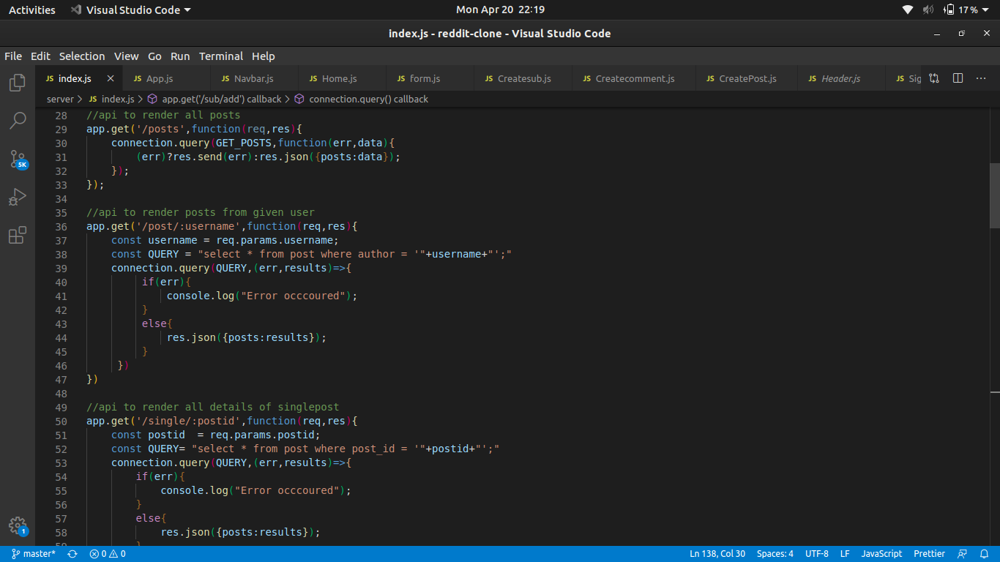 Activities Visual Studio Code Mon Apr 20 22:19 17 %
index.js - reddit-clone - Visual Studio Code
File Edit Selection View Go Run Terminal Help
JS index.js JS App.js JS Navbar.js JS Home.js JS form.js JS Createsub.js JS Createcomment.js JS CreatePost.js JS Header.js JS Sig
server > JS index.js > app.get('/sub/add') callback > connection.query() callback
28 //api to render all posts
29 app.get('/posts',function(req,res){
30     connection.query(GET_POSTS,function(err,data){
31         (err)?res.send(err):res.json({posts:data});
32     });
33 });
34
35 //api to render posts from given user
36 app.get('/post/:username',function(req,res){
37     const username = req.params.username;
38     const QUERY = "select * from post where author = '"+username+"';"
39     connection.query(QUERY,(err,results)=>{
40          if(err){
41              console.log("Error occcoured");
42          }
43          else{
44              res.json({posts:results});
45          }
46      })
47 })
48
49 //api to render all details of singlepost
50 app.get('/single/:postid',function(req,res){
51     const postid  = req.params.postid;
52     const QUERY= "select * from post where post_id = '"+postid+"';"
53     connection.query(QUERY,(err,results)=>{
54         if(err){
55             console.log("Error occcoured");
56         }
57         else{
58             res.json({posts:results});
59         }
5K
1
master* 0 0 Ln 138, Col 30 Spaces: 4 UTF-8 LF JavaScript Prettier